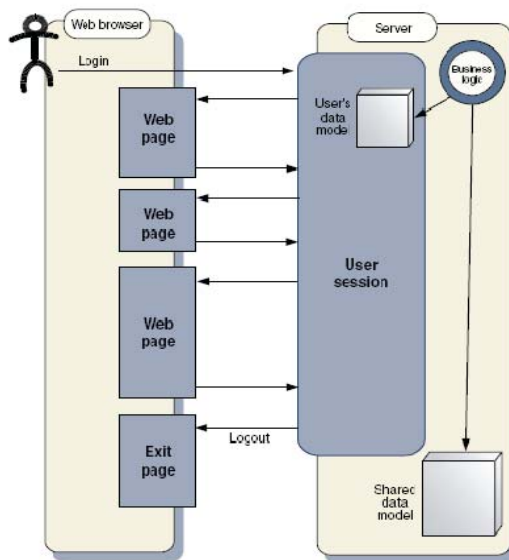 Web browser
Server
Login
Business
logic
User's
data
mode
Web
page
Web
page
User
session
Web
page
Logout
Exit
page
Shared
data
model